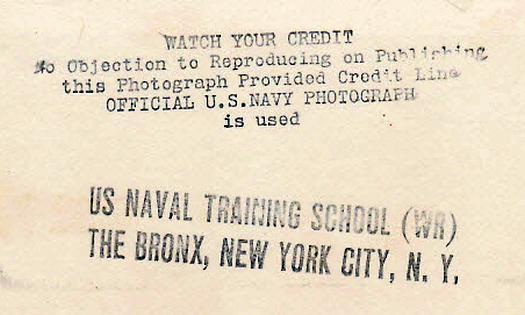 WATCH YOUR CREDIT
No Objection to Reproducing on Publishing
this Photograph Provided Credit Line
OFFICIAL U.S.NAVY PHOTOGRAPH
is used
US NAVAL TRAINING SCHOOL (WR)
THE BRONX, NEW YORK CITY, N. Y.